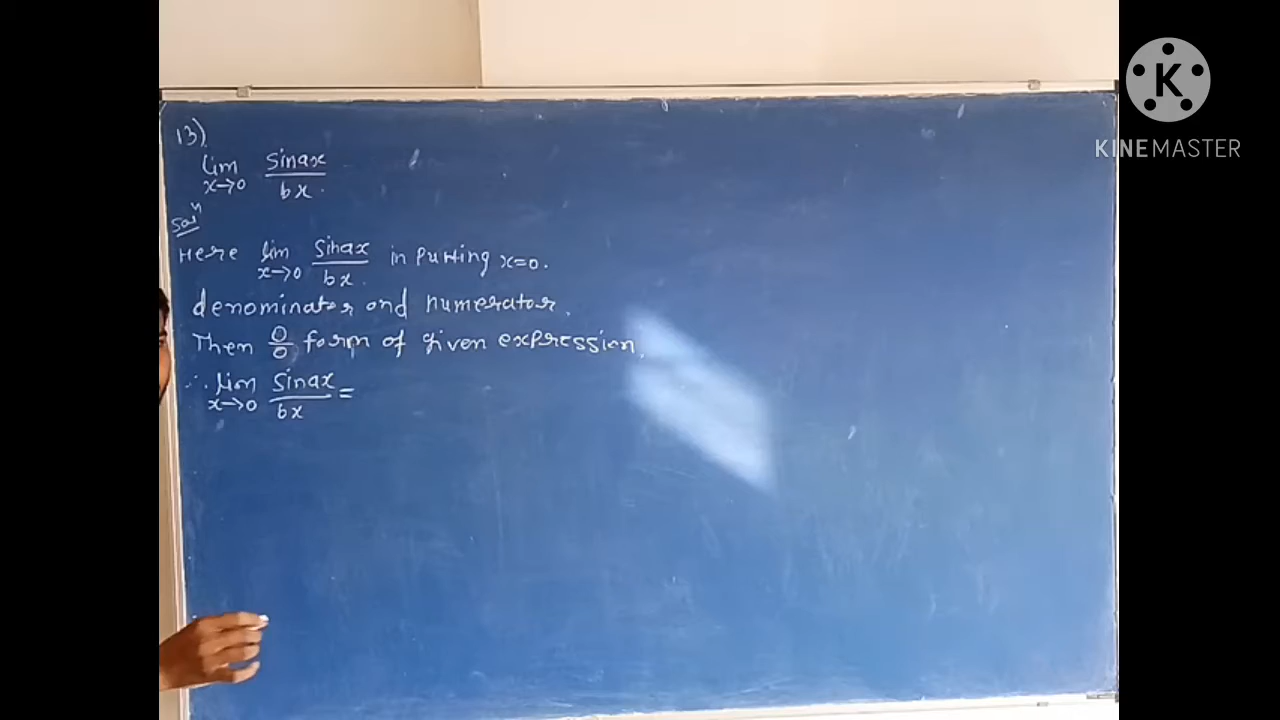 13)
lim x→0 sinax / bx.
Solⁿ
Here lim x→0 sinax / bx. in putting x=0.
denominator and numerator.
Then 0/0 form of given expression.
∴ lim x→0 sinax / bx =
K
KINEMASTER